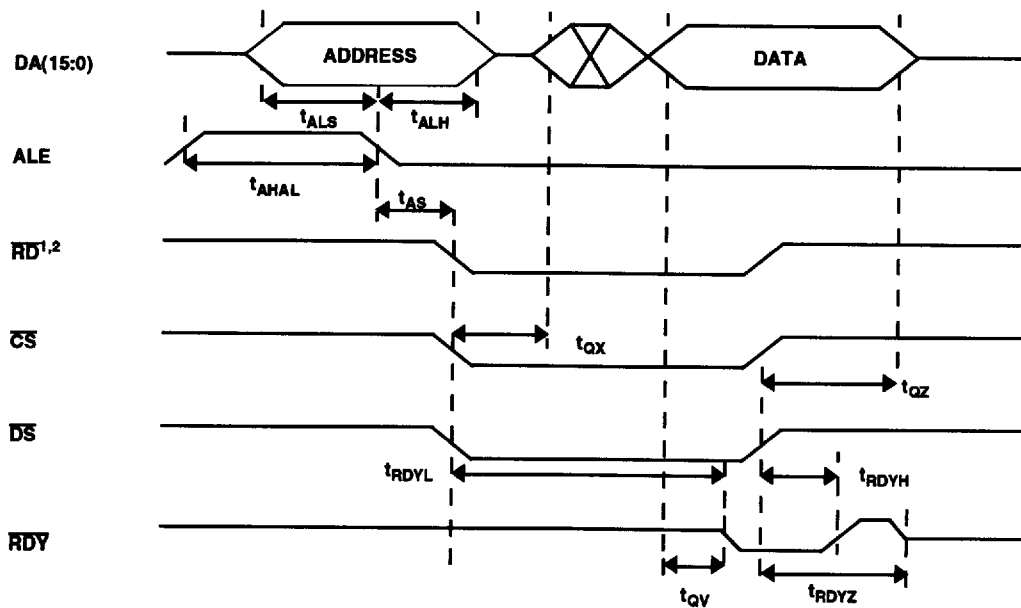 DA(15:0)
ADDRESS
DATA
tALS
tALH
ALE
tAHAL
tAS
RD1,2
CS
tQX
tQZ
DS
tRDYL
tRDYH
RDY
tQV
tRDYZ